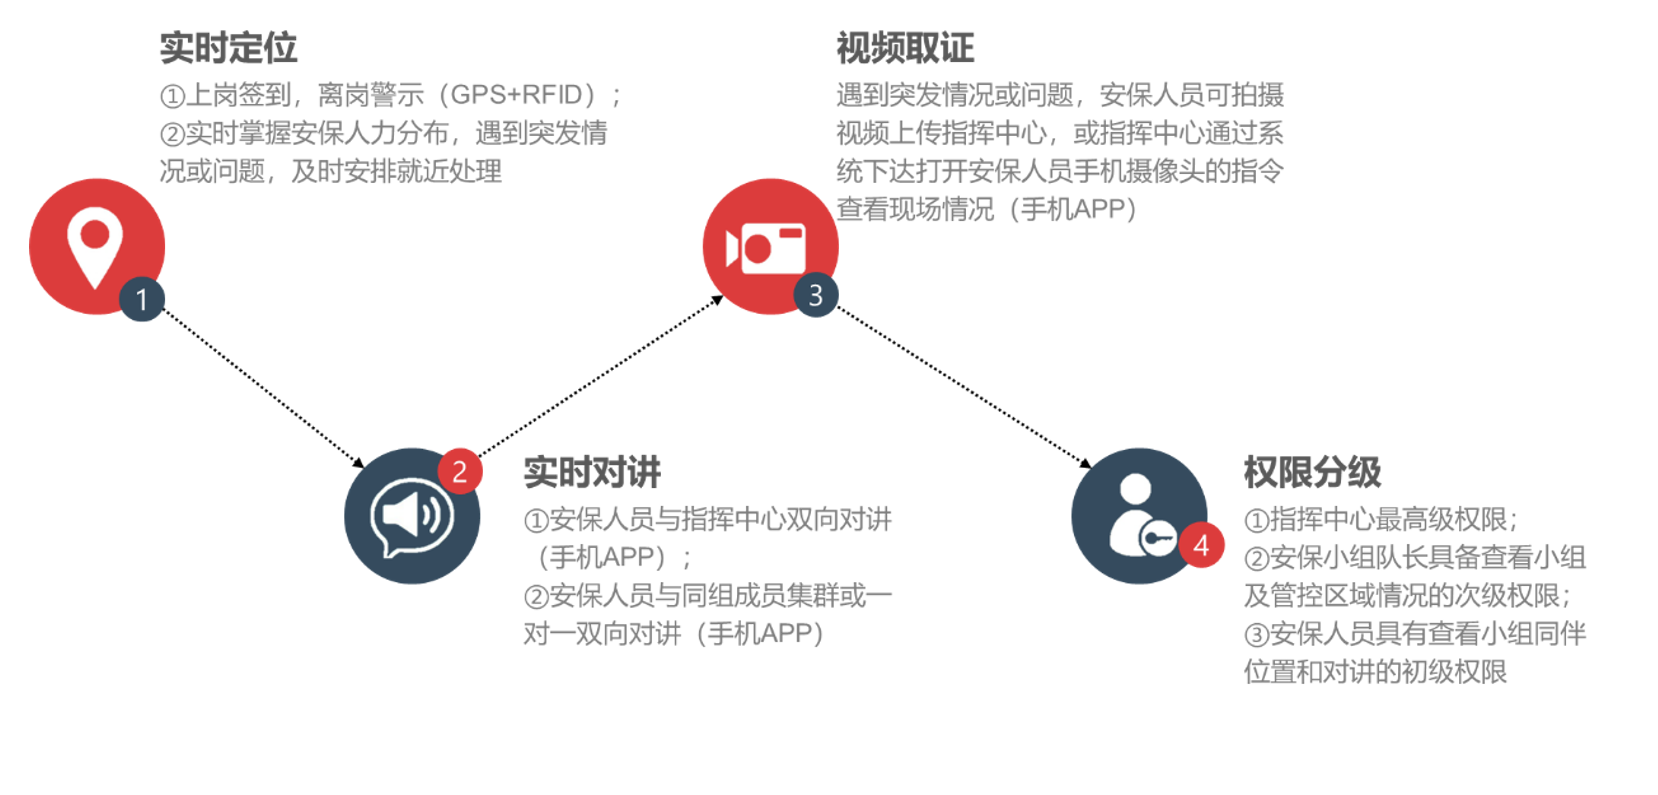 实时定位
①上岗签到，离岗警示（GPS+RFID）；
②实时掌握安保人力分布，遇到突发情
况或问题，及时安排就近处理
1
2
实时对讲
①安保人员与指挥中心双向对讲
（手机APP）；
②安保人员与同组成员集群或一
对一双向对讲（手机APP）
视频取证
遇到突发情况或问题，安保人员可拍摄
视频上传指挥中心，或指挥中心通过系
统下达打开安保人员手机摄像头的指令
查看现场情况（手机APP）
3
权限分级
①指挥中心最高级权限；
②安保小组队长具备查看小组
及管控区域情况的次级权限；
③安保人员具有查看小组同伴
位置和对讲的初级权限
4